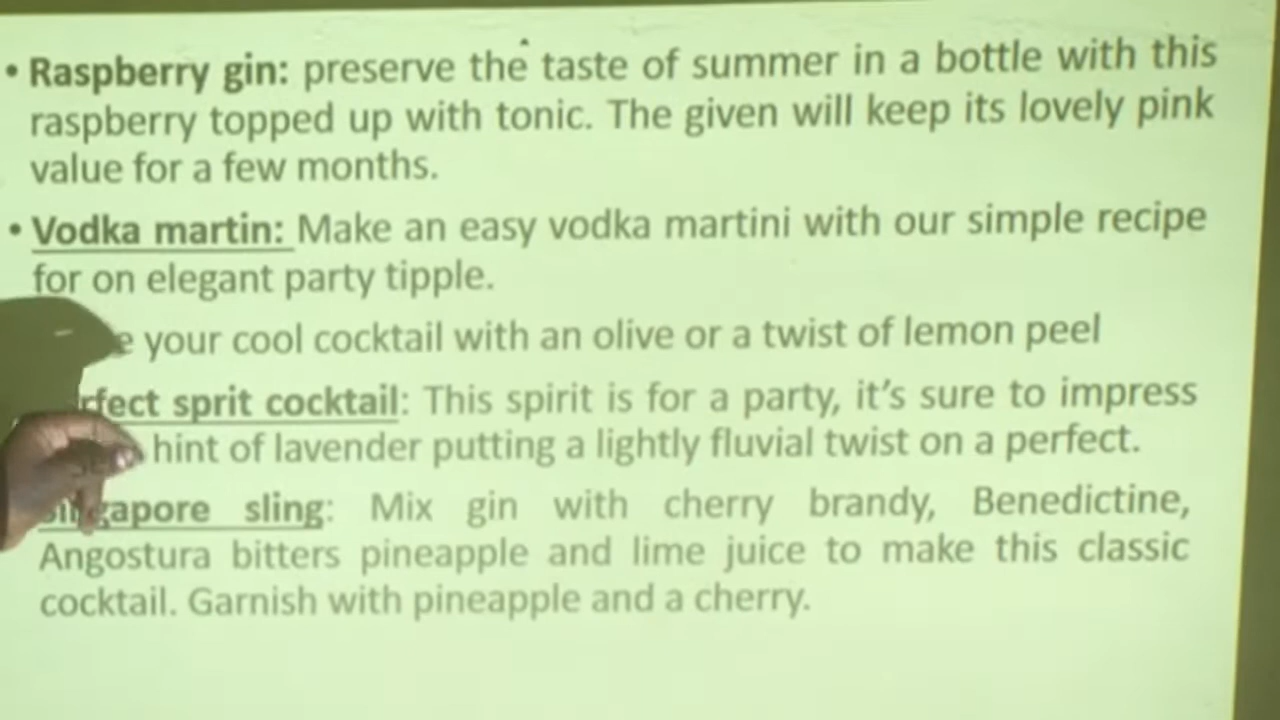 • Raspberry gin: preserve the taste of summer in a bottle with this
raspberry topped up with tonic. The given will keep its lovely pink
value for a few months.
• Vodka martin: Make an easy vodka martini with our simple recipe
for on elegant party tipple.
your cool cocktail with an olive or a twist of lemon peel
sprit cocktail: This spirit is for a party, it's sure to impress
hint of lavender putting a lightly fluvial twist on a perfect.
Singapore sling: Mix gin with cherry brandy, Benedictine,
Angostura bitters pineapple and lime juice to make this classic
cocktail. Garnish with pineapple and a cherry.